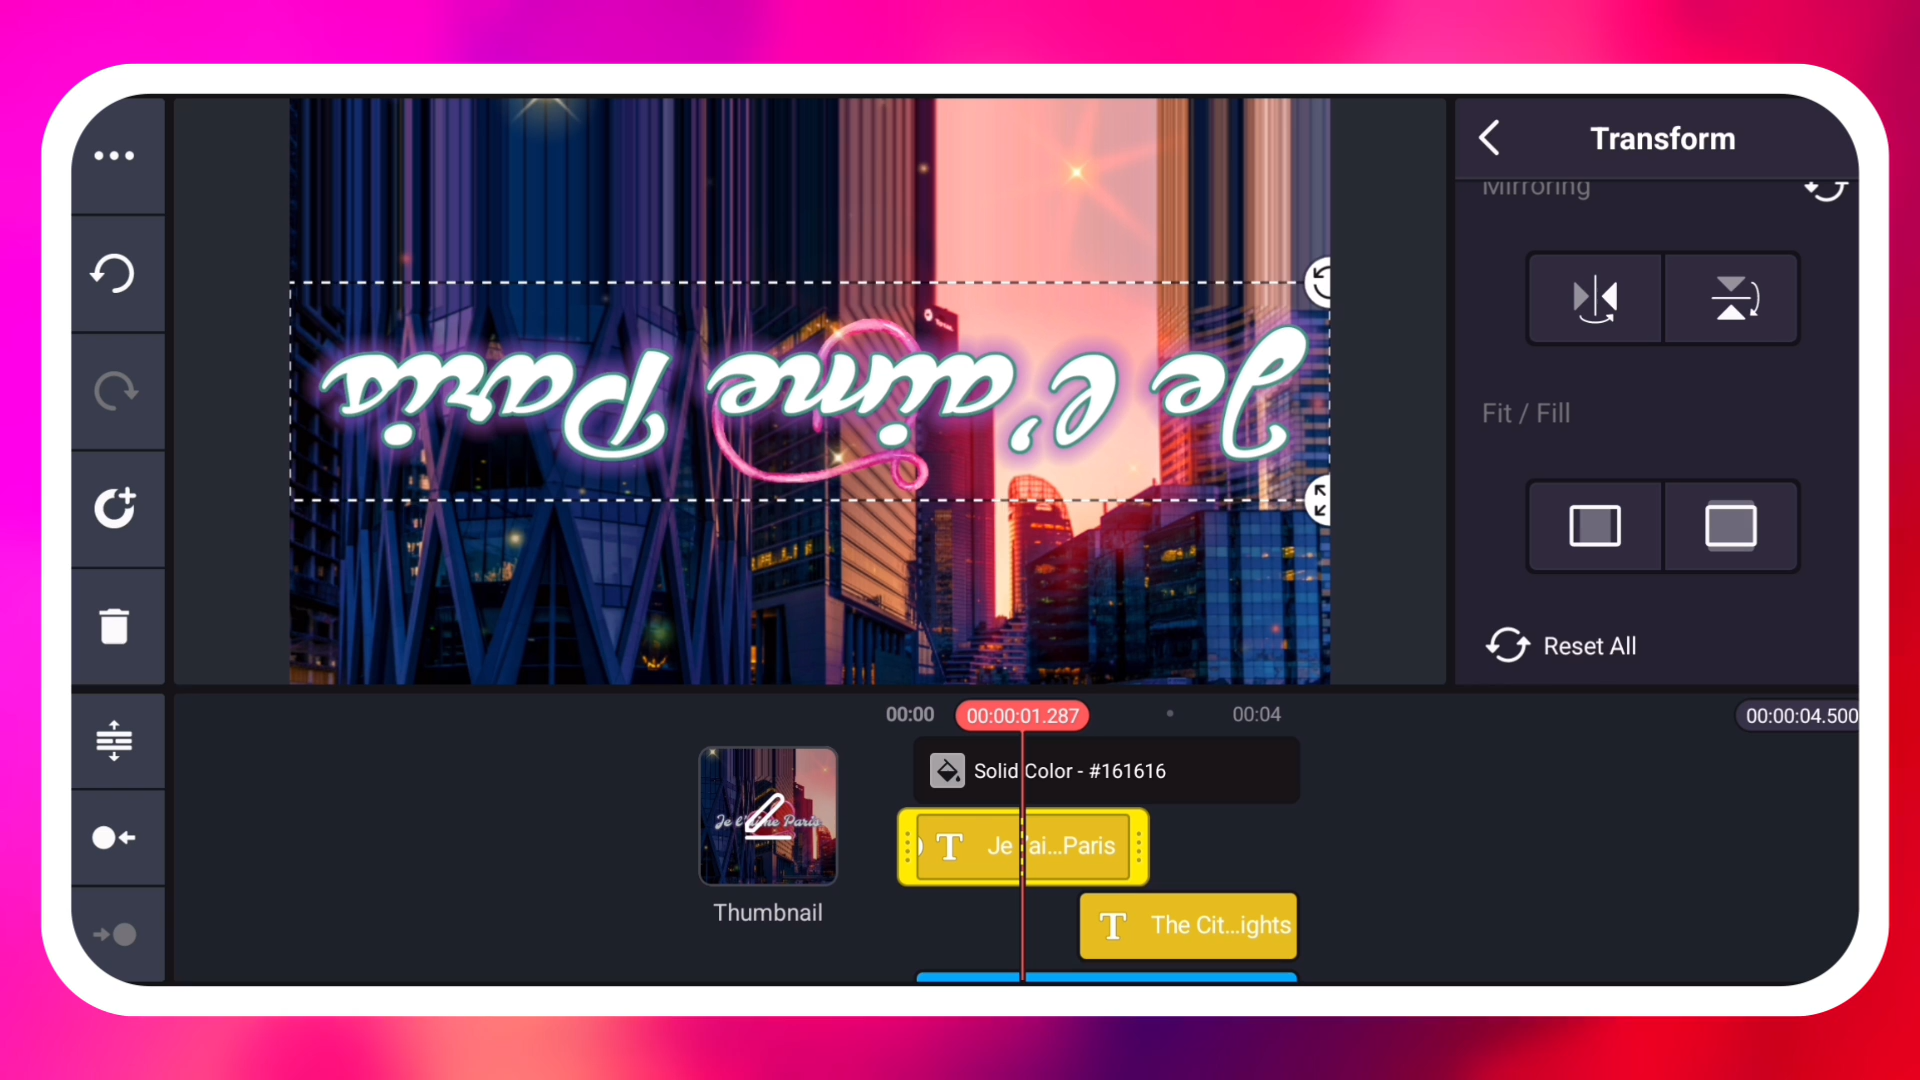 Transform
Mirroring
Je l'aime Paris
Fit / Fill
Reset All
00:00
00:00:01.287
00:04
00:00:04.500
Solid Color - #161616
Je l'ai...Paris
Thumbnail
The Cit...ights